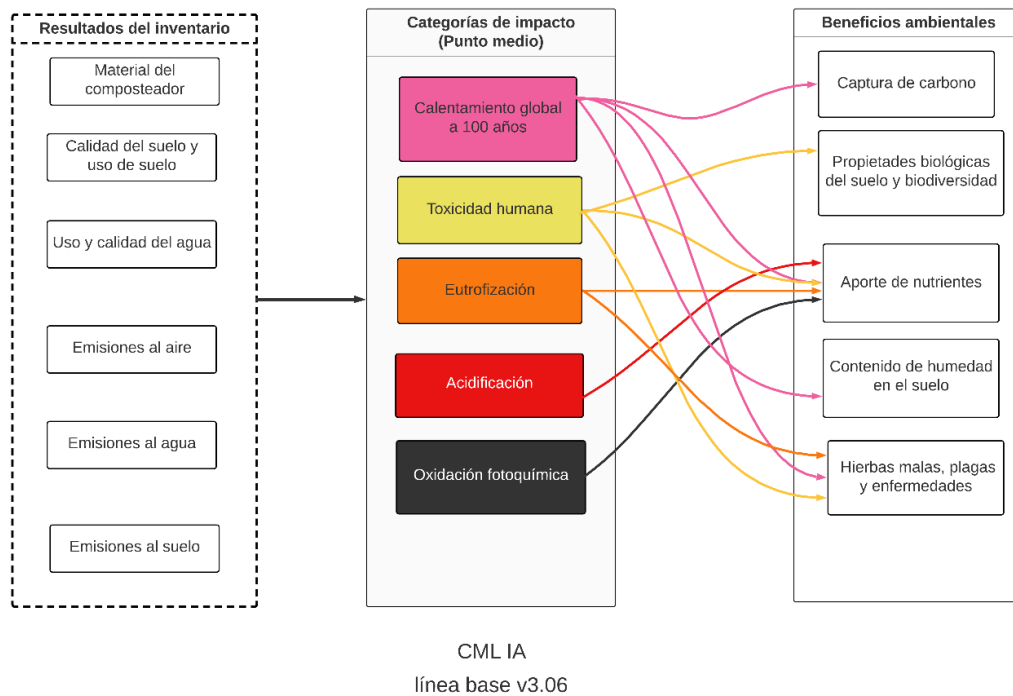 Resultados del inventario
Material del
composteador
Calidad del suelo y
uso de suelo
Uso y calidad del agua
Emisiones al aire
Emisiones al agua
Emisiones al suelo
Categorías de impacto
(Punto medio)
Calentamiento global
a 100 años
Toxicidad humana
Eutrofización
Acidificación
Oxidación fotoquímica
Beneficios ambientales
Captura de carbono
Propietades biológicas
del suelo y biodiversidad
Aporte de nutrientes
Contenido de humedad
en el suelo
Hierbas malas, plagas
y enfermedades
CML IA
línea base v3.06